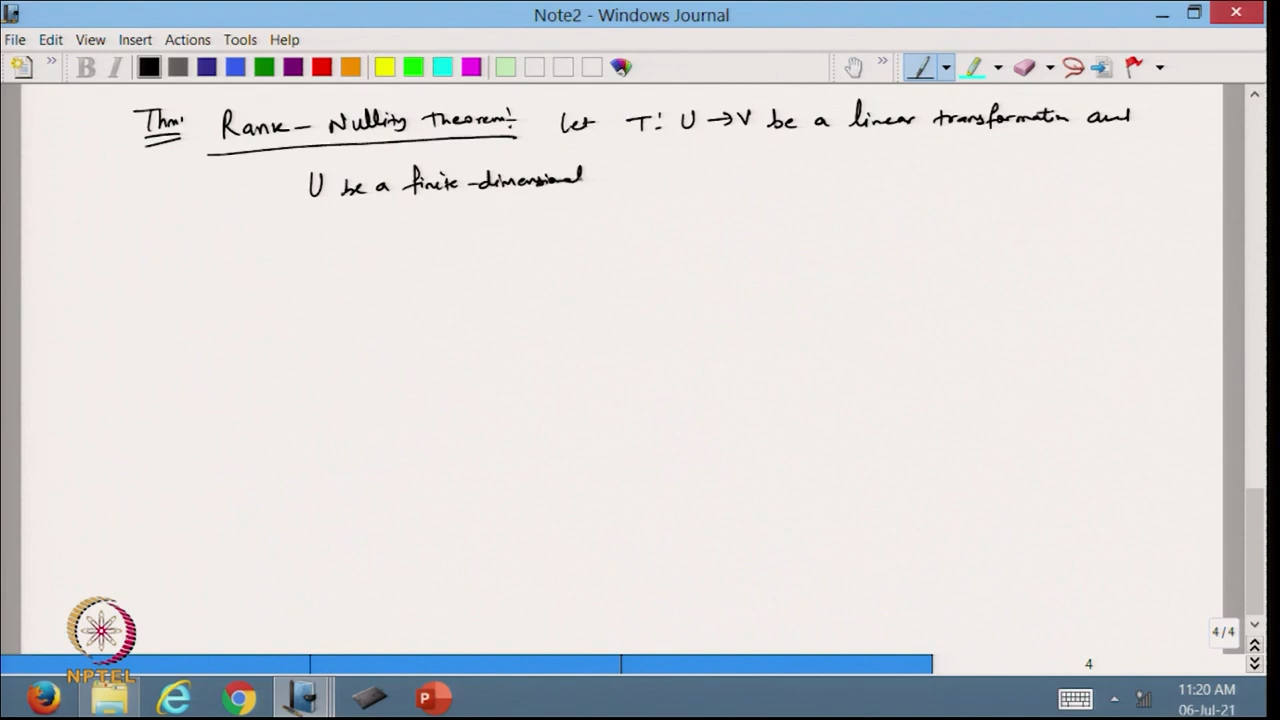 Note2 - Windows Journal
File Edit View Insert Actions Tools Help
Thm: Rank - Nullity Theorem: Let T: U → V be a linear transformatin and
U be a finite-dimensional
4/4
4
NPTEL
11:20 AM
06-Jul-21